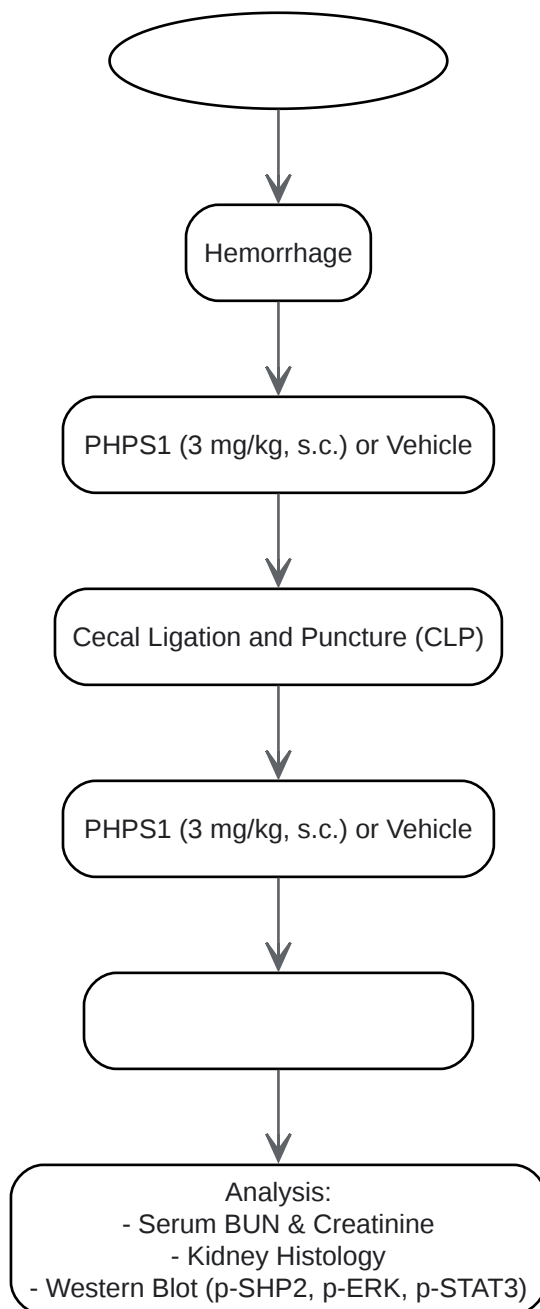 Hemorrhage
PHPS1 (3 mg/kg, s.c.) or Vehicle
Cecal Ligation and Puncture (CLP)
PHPS1 (3 mg/kg, s.c.) or Vehicle
Analysis:
- Serum BUN & Creatinine
- Kidney Histology
- Western Blot (p-SHP2, p-ERK, p-STAT3)